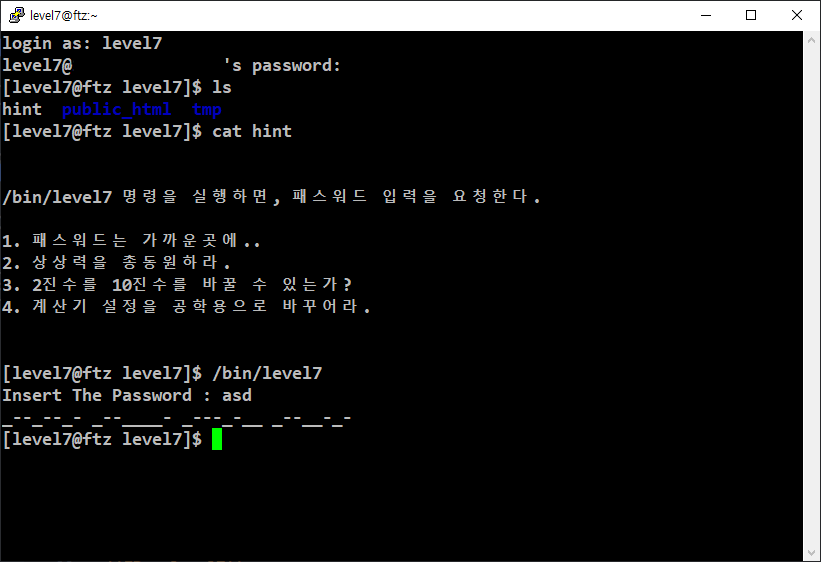 level7@ftz:~
login as: level7
level7@ 's password:
[level7@ftz level7]$ ls
hint public_html tmp
[level7@ftz level7]$ cat hint
/bin/level7 명령을 실행하면, 패스워드 입력을 요청한다.
1. 패스워드는 가까운곳에..
2. 상상력을 총동원하라.
3. 2진수를 10진수를 바꿀 수 있는가?
4. 계산기 설정을 공학용으로 바꾸어라.
[level7@ftz level7]$ /bin/level7
Insert The Password : asd
_--_--_- _--____- _---_-__ _--__-_-
[level7@ftz level7]$